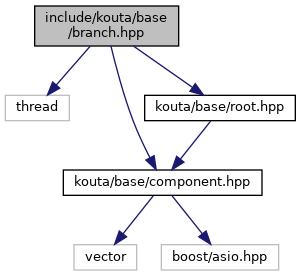 include/kouta/base
/branch.hpp
thread
kouta/base/root.hpp
kouta/base/component.hpp
vector
boost/asio.hpp